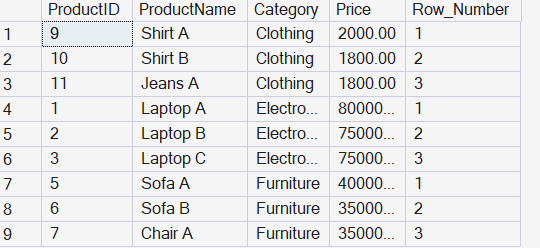 ProductID ProductName Category Price Row_Number
1 9 Shirt A Clothing 2000.00 1
2 10 Shirt B Clothing 1800.00 2
3 11 Jeans A Clothing 1800.00 3
4 1 Laptop A Electro... 80000... 1
5 2 Laptop B Electro... 75000... 2
6 3 Laptop C Electro... 75000... 3
7 5 Sofa A Furniture 40000... 1
8 6 Sofa B Furniture 35000... 2
9 7 Chair A Furniture 35000... 3